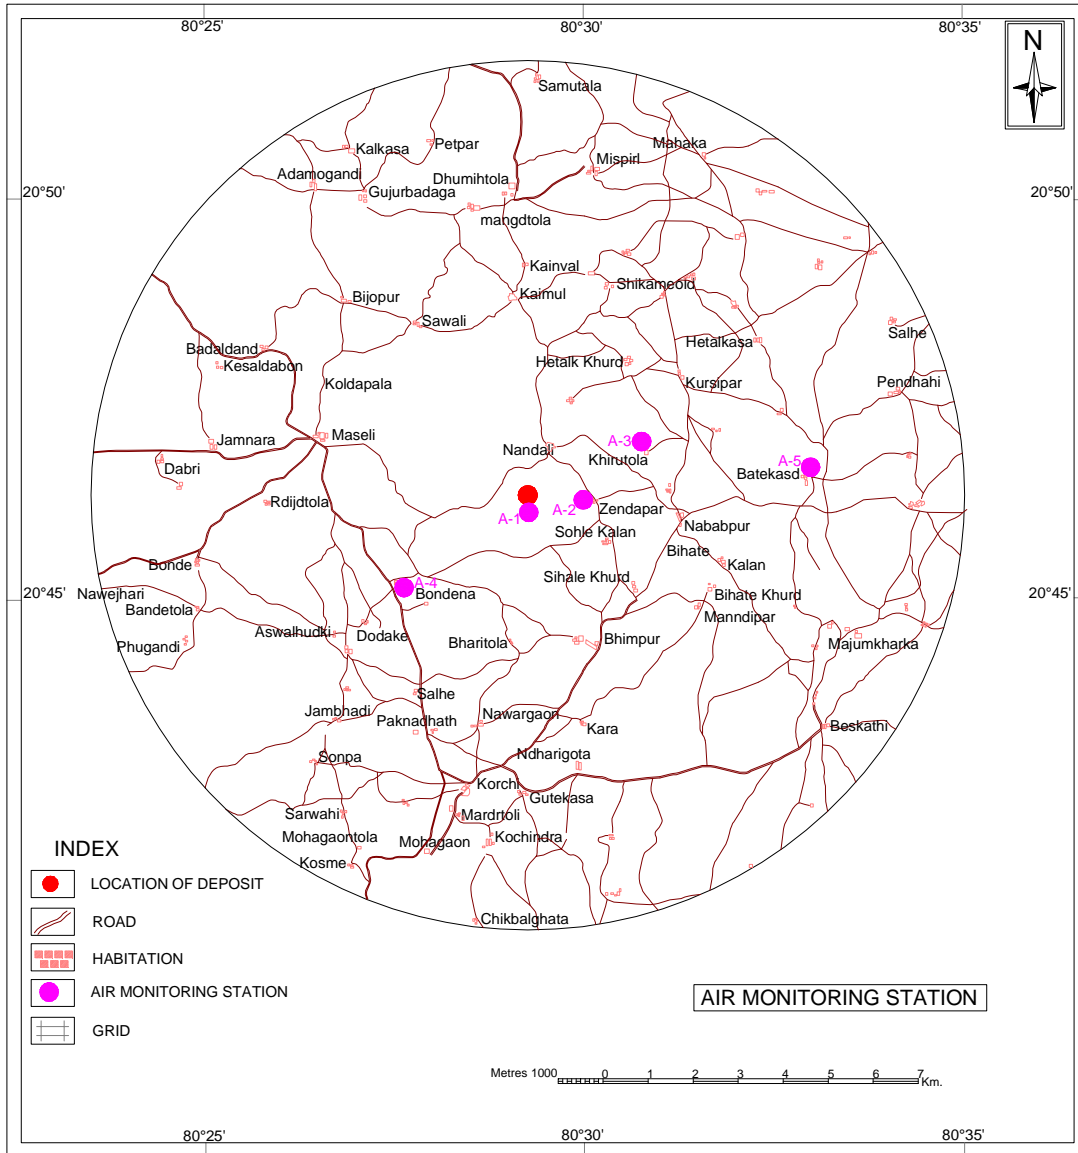 80°25'
80°30'
80°35'
N
Samutala
Kalkasa
Petpar
Mahaka
Mispirl
Adamogandi
Dhumihtola
Gujurbadaga
20°50'
20°50'
mangdtola
Kainval
Shikameoid
Bijopur
Kaimul
Sawali
Salhe
Badaldand
Hetalkasa
Kesaldabon
Hetalk Khurd
Koldapala
Kursipar
Pendhahi
Jamnara
Maseli
A-3
Nandali
Khirutola
A-5
Dabri
Batekasd
Rdijdtola
A-1
A-2
Zendapar
Nababpur
Sohle Kalan
Bihate
Bonde
Kalan
Sihale Khurd
A-4
Nawejhari
Bondena
Bihate Khurd
20°45'
20°45'
Bandetola
Manndipar
Aswalhudki
Dodake
Phugandi
Bharitola
Bhimpur
Majumkharka
Salhe
Jambhadi
Paknadhath
Nawargaon
Kara
Beskathi
Sonpa
Ndharigota
Korchi
Gutekasa
Sarwahi
Mardrtoli
Mohagaontola
Mohagaon
Kochindra
Kosme
Chikbalghata
INDEX
LOCATION OF DEPOSIT
ROAD
HABITATION
AIR MONITORING STATION
GRID
AIR MONITORING STATION
Metres 1000 0 1 2 3 4 5 6 7 Km.
80°25'
80°30'
80°35'